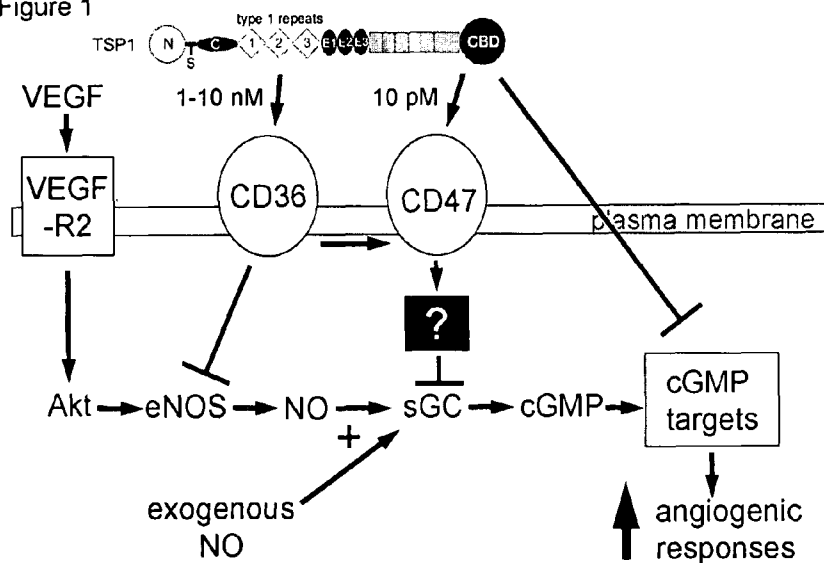 Figure 1
type 1 repeats
TSP1 N S C 1 2 3 E1 E2 E3 CBD
VEGF
1-10 nM
10 pM
VEGF
-R2
CD36
CD47
plasma membrane
?
Akt eNOS NO sGC cGMP
cGMP
targets
+
exogenous
NO
angiogenic
responses